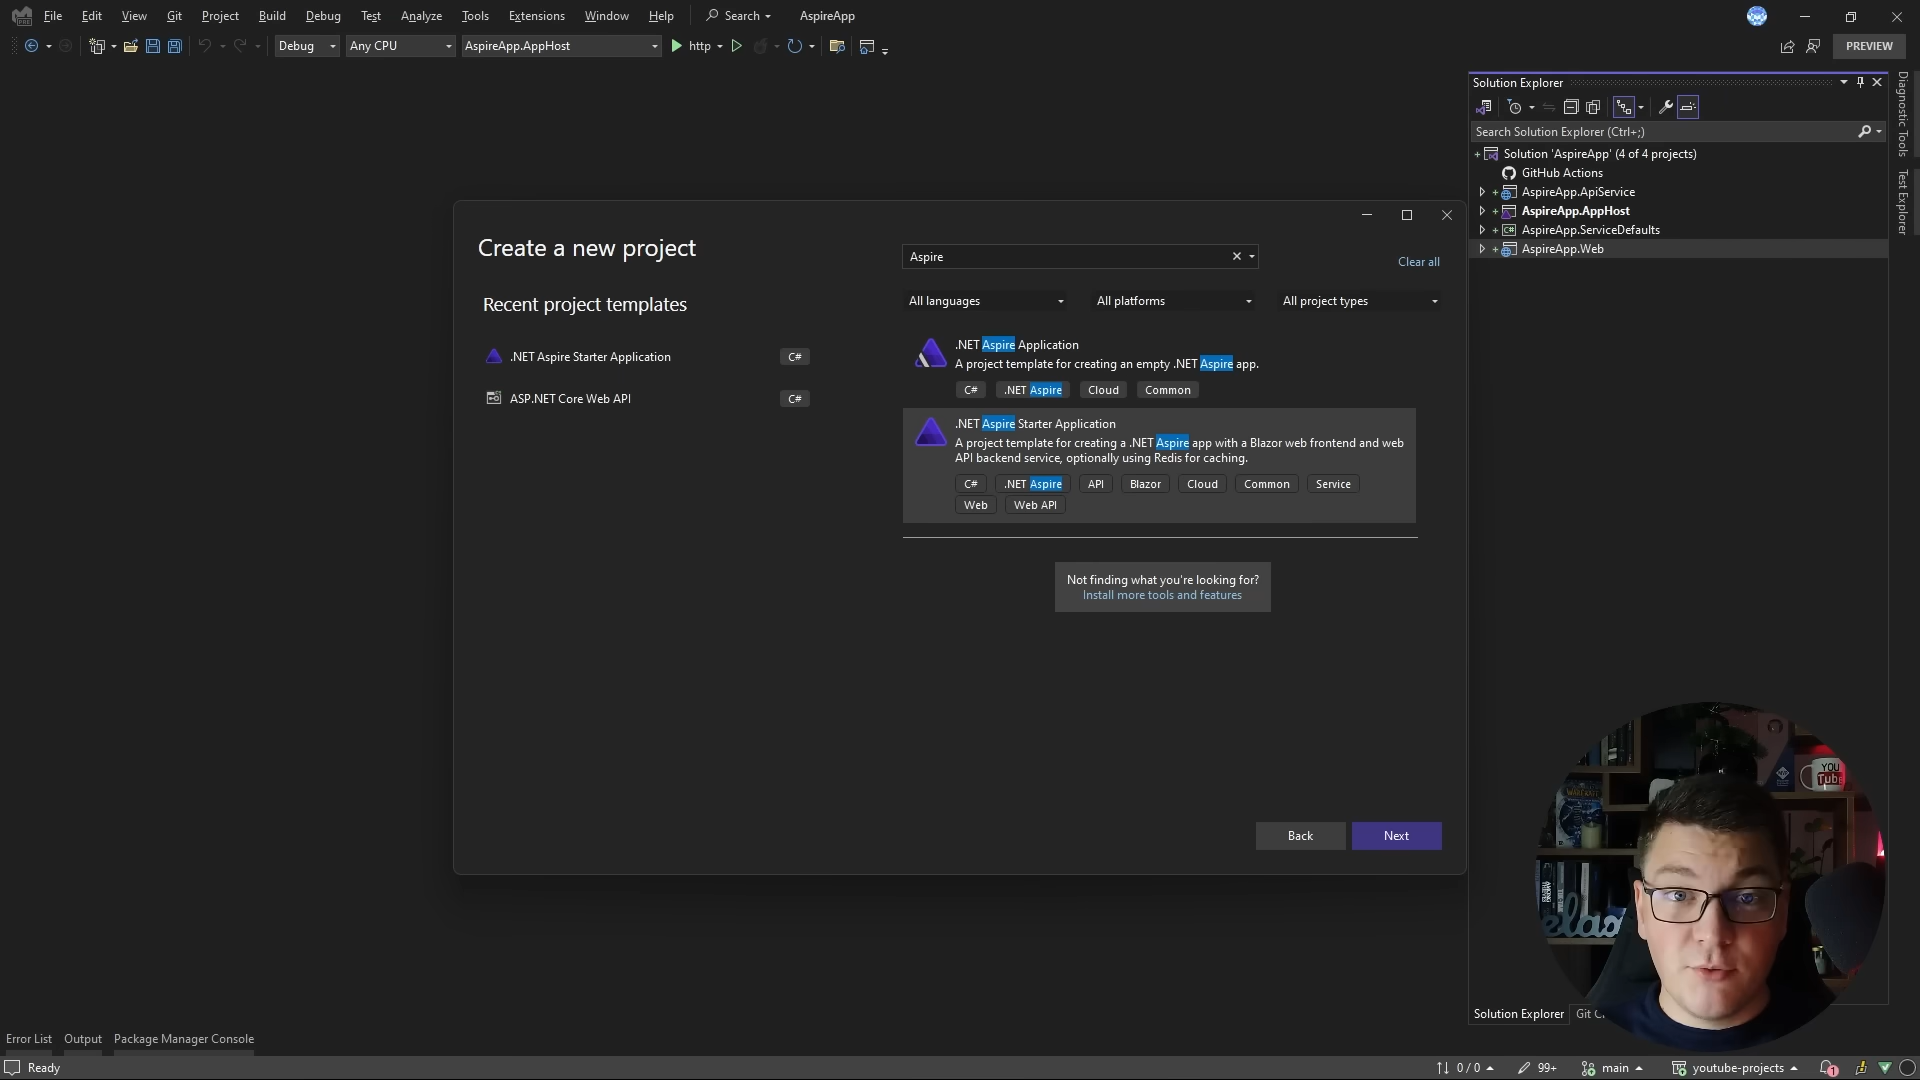 File Edit View Git Project Build Debug Test Analyze Tools Extensions Window Help Search AspireApp
Debug Any CPU AspireApp.AppHost http PREVIEW
Solution Explorer
Search Solution Explorer (Ctrl+;)
Solution 'AspireApp' (4 of 4 projects)
GitHub Actions
AspireApp.ApiService
AspireApp.AppHost
AspireApp.ServiceDefaults
AspireApp.Web
Diagnostic Tools
Test Explorer
Create a new project
Recent project templates
.NET Aspire Starter Application C#
ASP.NET Core Web API C#
Aspire
Clear all
All languages All platforms All project types
.NET Aspire Application
A project template for creating an empty .NET Aspire app.
C# .NET Aspire Cloud Common
.NET Aspire Starter Application
A project template for creating a .NET Aspire app with a Blazor web frontend and web
API backend service, optionally using Redis for caching.
C# .NET Aspire API Blazor Cloud Common Service
Web Web API
Not finding what you're looking for?
Install more tools and features
Back Next
YOU
Tube
elax
Solution Explorer Git C
Error List Output Package Manager Console
Ready 0 / 0 99+ main youtube-projects 1